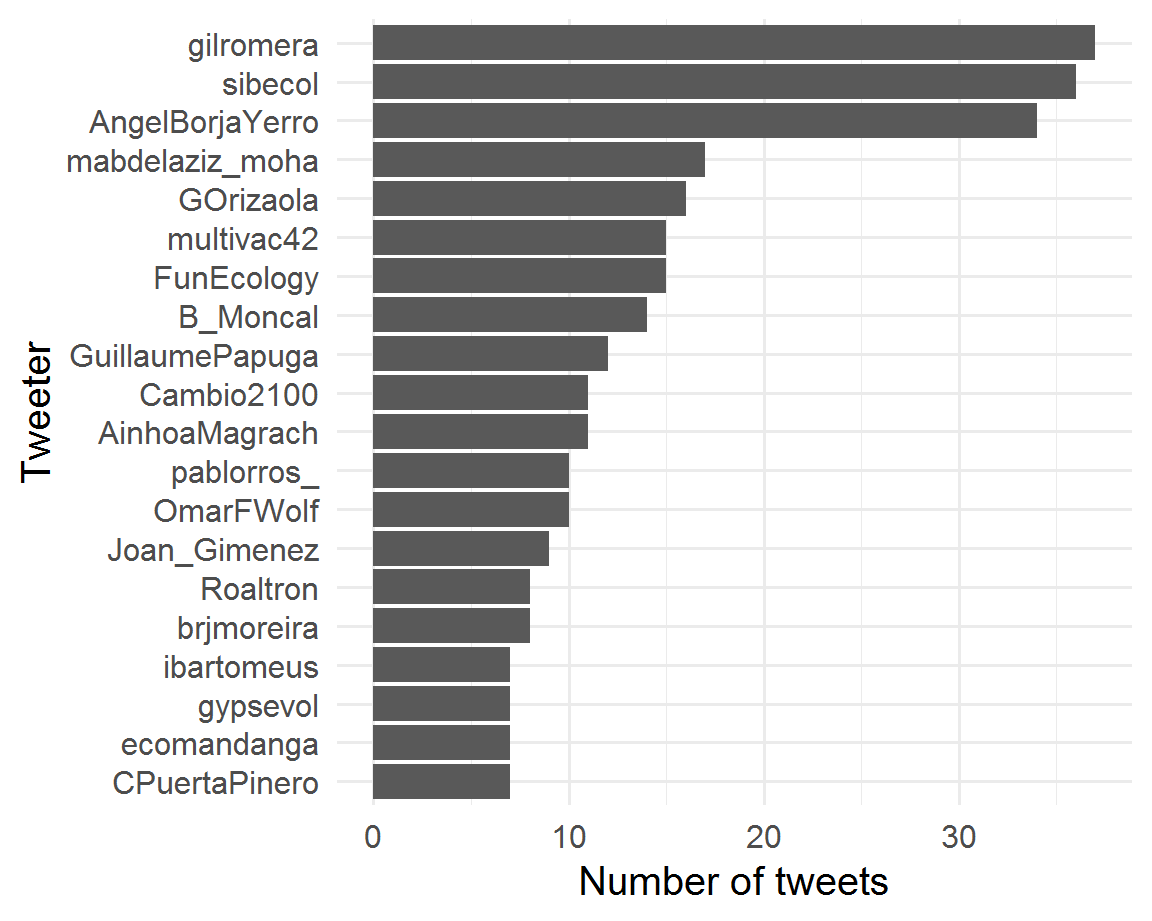 gilromera
sibecol
AngelBorjaYerro
mabdelaziz_moha
GOrizaola
multivac42
FunEcology
B_Moncal
GuillaumePapuga
Cambio2100
AinhoaMagrach
pablorros_
OmarFWolf
Joan_Gimenez
Roaltron
brjmoreira
ibartomeus
gypsevol
ecomandanga
CPuertaPinero
Tweeter
0 10 20 30
Number of tweets